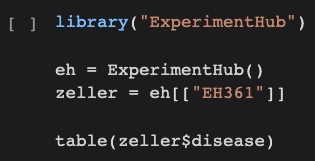 [ ] library("ExperimentHub")
eh = ExperimentHub()
zeller = eh[["EH361"]]
table(zeller$disease)